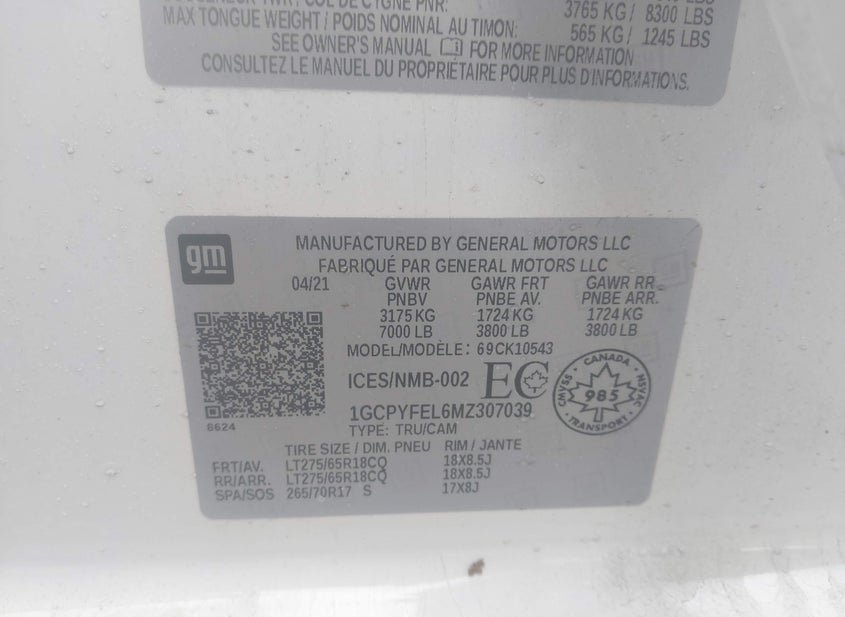 3765 KG / 8300 LBS
MAX TONGUE WEIGHT / POIDS NOMINAL AU TIMON: 565 KG / 1245 LBS
SEE OWNER'S MANUAL FOR MORE INFORMATION
CONSULTEZ LE MANUEL DU PROPRIÉTAIRE POUR PLUS D'INFORMATIONS.
gm
MANUFACTURED BY GENERAL MOTORS LLC
FABRIQUÉ PAR GENERAL MOTORS LLC
04/21 GVWR GAWR FRT GAWR RR
PNBV PNBE AV. PNBE ARR.
3175 KG 1724 KG 1724 KG
7000 LB 3800 LB 3800 LB
MODEL/MODÈLE: 69CK10543
ICES/NMB-002 EC
CANADA
CMVSS 985 NSVAC
TRANSPORT
1GCPYFEL6MZ307039
8624
TYPE: TRU/CAM
TIRE SIZE / DIM. PNEU RIM / JANTE
FRT/AV. LT275/65R18CQ 18X8.5J
RR/ARR. LT275/65R18CQ 18X8.5J
SPA/SOS 265/70R17 S 17X8J